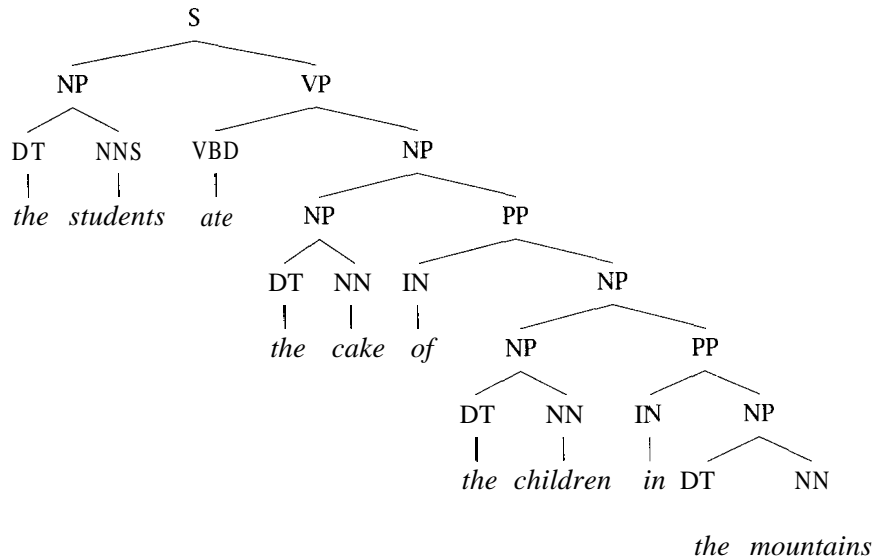 S
NP VP
DT NNS VBD NP
the students ate NP PP
DT NN IN NP
the cake of NP PP
DT NN IN NP
the children in DT NN
the mountains